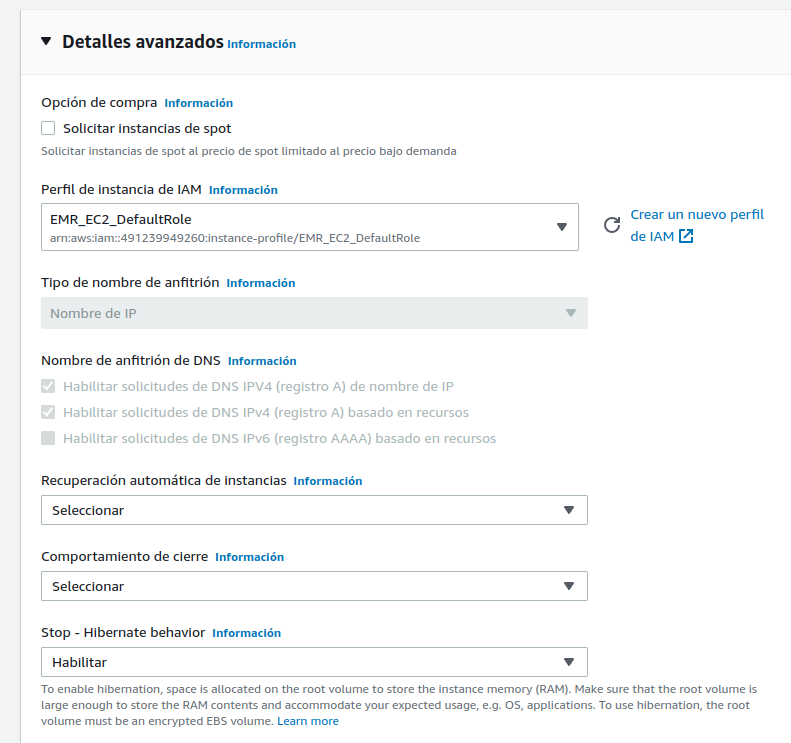 Detalles avanzados Información
Opción de compra Información
Solicitar instancias de spot
Solicitar instancias de spot al precio de spot limitado al precio bajo demanda
Perfil de instancia de IAM Información
EMR_EC2_DefaultRole
arn:aws:iam::491239949260:instance-profile/EMR_EC2_DefaultRole
Crear un nuevo perfil
de IAM
Tipo de nombre de anfitrión Información
Nombre de IP
Nombre de anfitrión de DNS Información
Habilitar solicitudes de DNS IPV4 (registro A) de nombre de IP
Habilitar solicitudes de DNS IPv4 (registro A) basado en recursos
Habilitar solicitudes de DNS IPv6 (registro AAAA) basado en recursos
Recuperación automática de instancias Información
Seleccionar
Comportamiento de cierre Información
Seleccionar
Stop - Hibernate behavior Información
Habilitar
To enable hibernation, space is allocated on the root volume to store the instance memory (RAM). Make sure that the root volume is
large enough to store the RAM contents and accommodate your expected usage, e.g. OS, applications. To use hibernation, the root
volume must be an encrypted EBS volume. Learn more